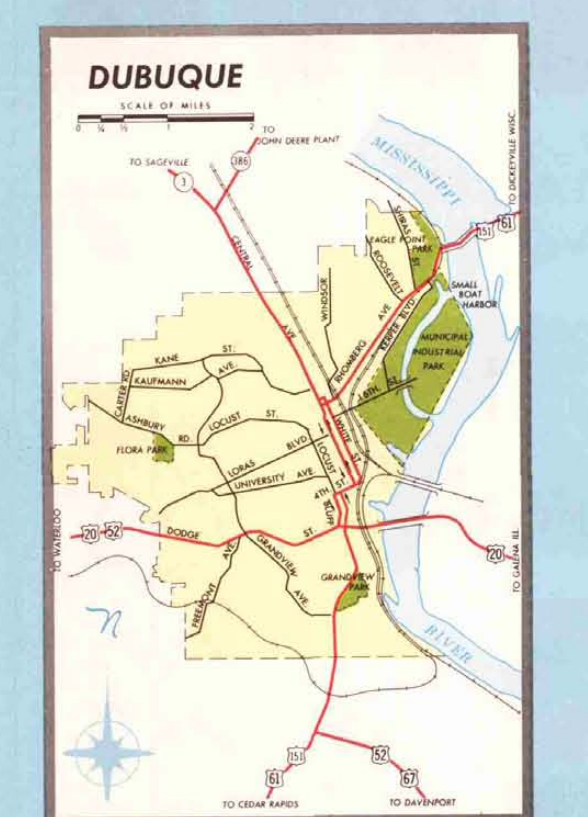 DUBUQUE
SCALE OF MILES
0 ¼ ½ 1 2
TO
JOHN DEERE PLANT
386
TO SAGEVILLE
3
MISSISSIPPI
TO DICKEYVILLE WISC.
151 61
SHIRAS
EAGLE POINT
PARK
ROOSEVELT
WINDSOR
CENTRAL
AVE.
SMALL
BOAT
HARBOR
RHOMBERG AVE.
KERPER BLVD.
MUNICIPAL
INDUSTRIAL
PARK
16TH. ST.
KANE ST.
KAUFMANN AVE.
CARTER RD
ASHBURY RD.
FLORA PARK
LOCUST ST.
LORAS BLVD.
UNIVERSITY AVE.
LOCUST
WHITE ST.
4TH ST.
BLUFF
DODGE ST.
20 52
TO WATERLOO
20
TO GALENA ILL.
FREEMONT AVE.
GRANDVIEW AVE.
GRANDVIEW
PARK
RIVER
N
151
61
TO CEDAR RAPIDS
52
67
TO DAVENPORT